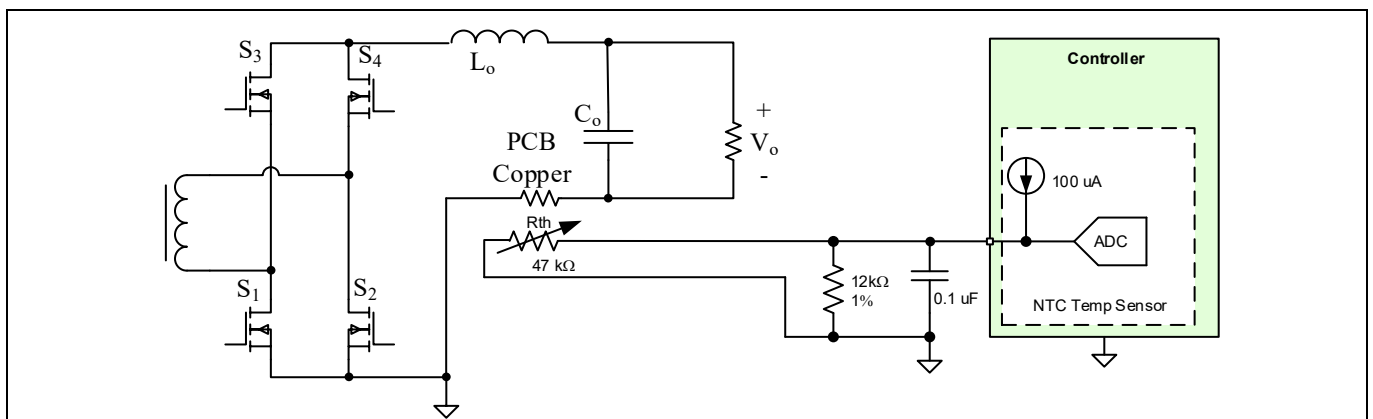 S3
S4
Lo
Co
PCB
Copper
+
Vo
-
Rth
47 kΩ
S1
S2
12kΩ
1%
0.1 uF
Controller
100 uA
ADC
NTC Temp Sensor